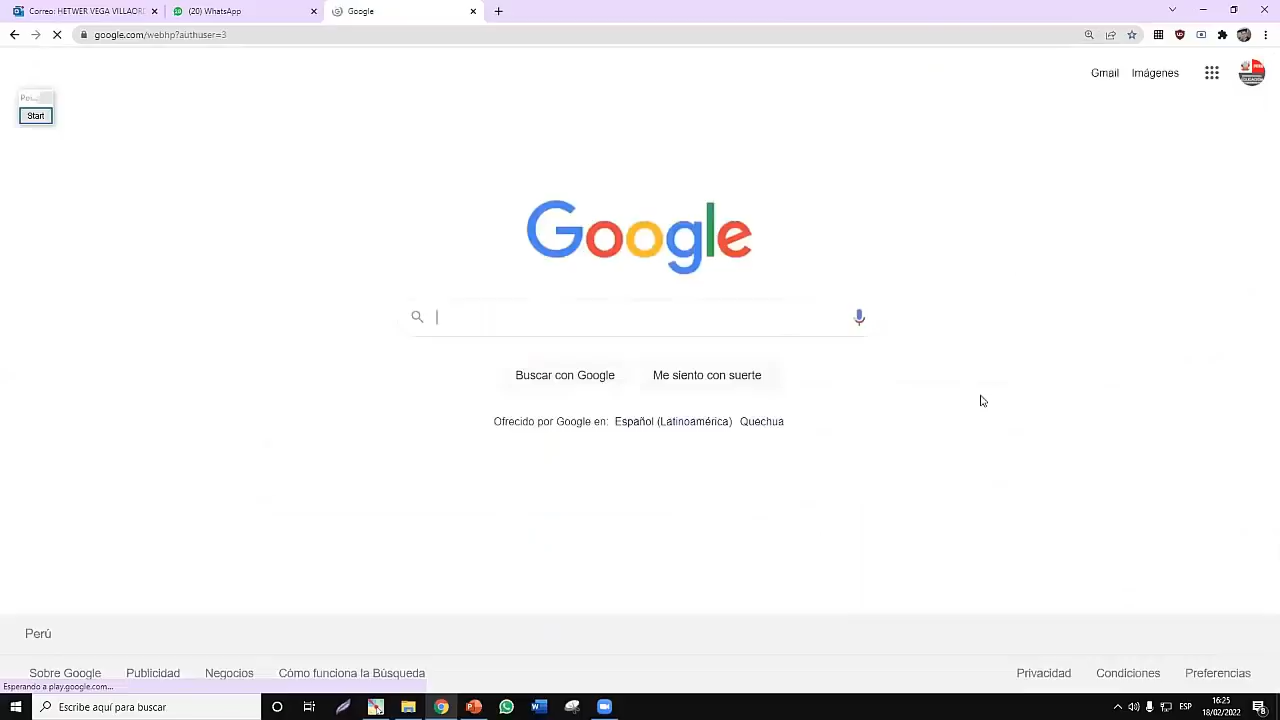 Correo: HETWER VEGA VILLAOR
(20) WhatsApp
Google
google.com/webhp?authuser=3
Gmail
Imágenes
Start
Google
Buscar con Google
Me siento con suerte
Ofrecido por Google en: Español (Latinoamérica) Quechua
Perú
Sobre Google
Publicidad
Negocios
Cómo funciona la Búsqueda
Privacidad
Condiciones
Preferencias
Esperando a play.google.com...
Escribe aquí para buscar
ESP
16:25
18/02/2022